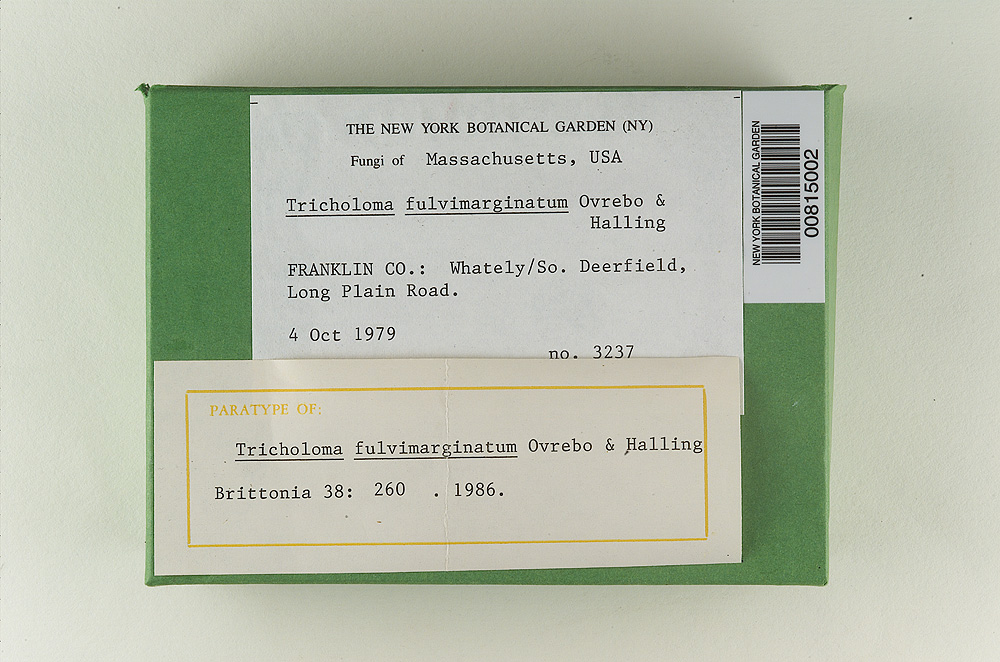 THE NEW YORK BOTANICAL GARDEN (NY)
Fungi of Massachusetts, USA
Tricholoma fulvimarginatum Ovrebo &
Halling
FRANKLIN CO.: Whately/So. Deerfield,
Long Plain Road.
4 Oct 1979
no. 3237
NEW YORK BOTANICAL GARDEN
00815002
PARATYPE OF:
Tricholoma fulvimarginatum Ovrebo & Halling
Brittonia 38: 260 . 1986.